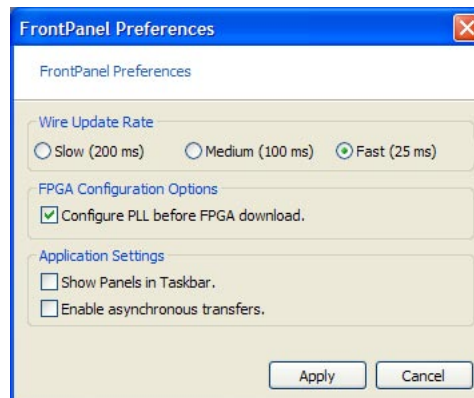 FrontPanel Preferences
FrontPanel Preferences
Wire Update Rate
Slow (200 ms) Medium (100 ms) Fast (25 ms)
FPGA Configuration Options
Configure PLL before FPGA download.
Application Settings
Show Panels in Taskbar.
Enable asynchronous transfers.
Apply Cancel